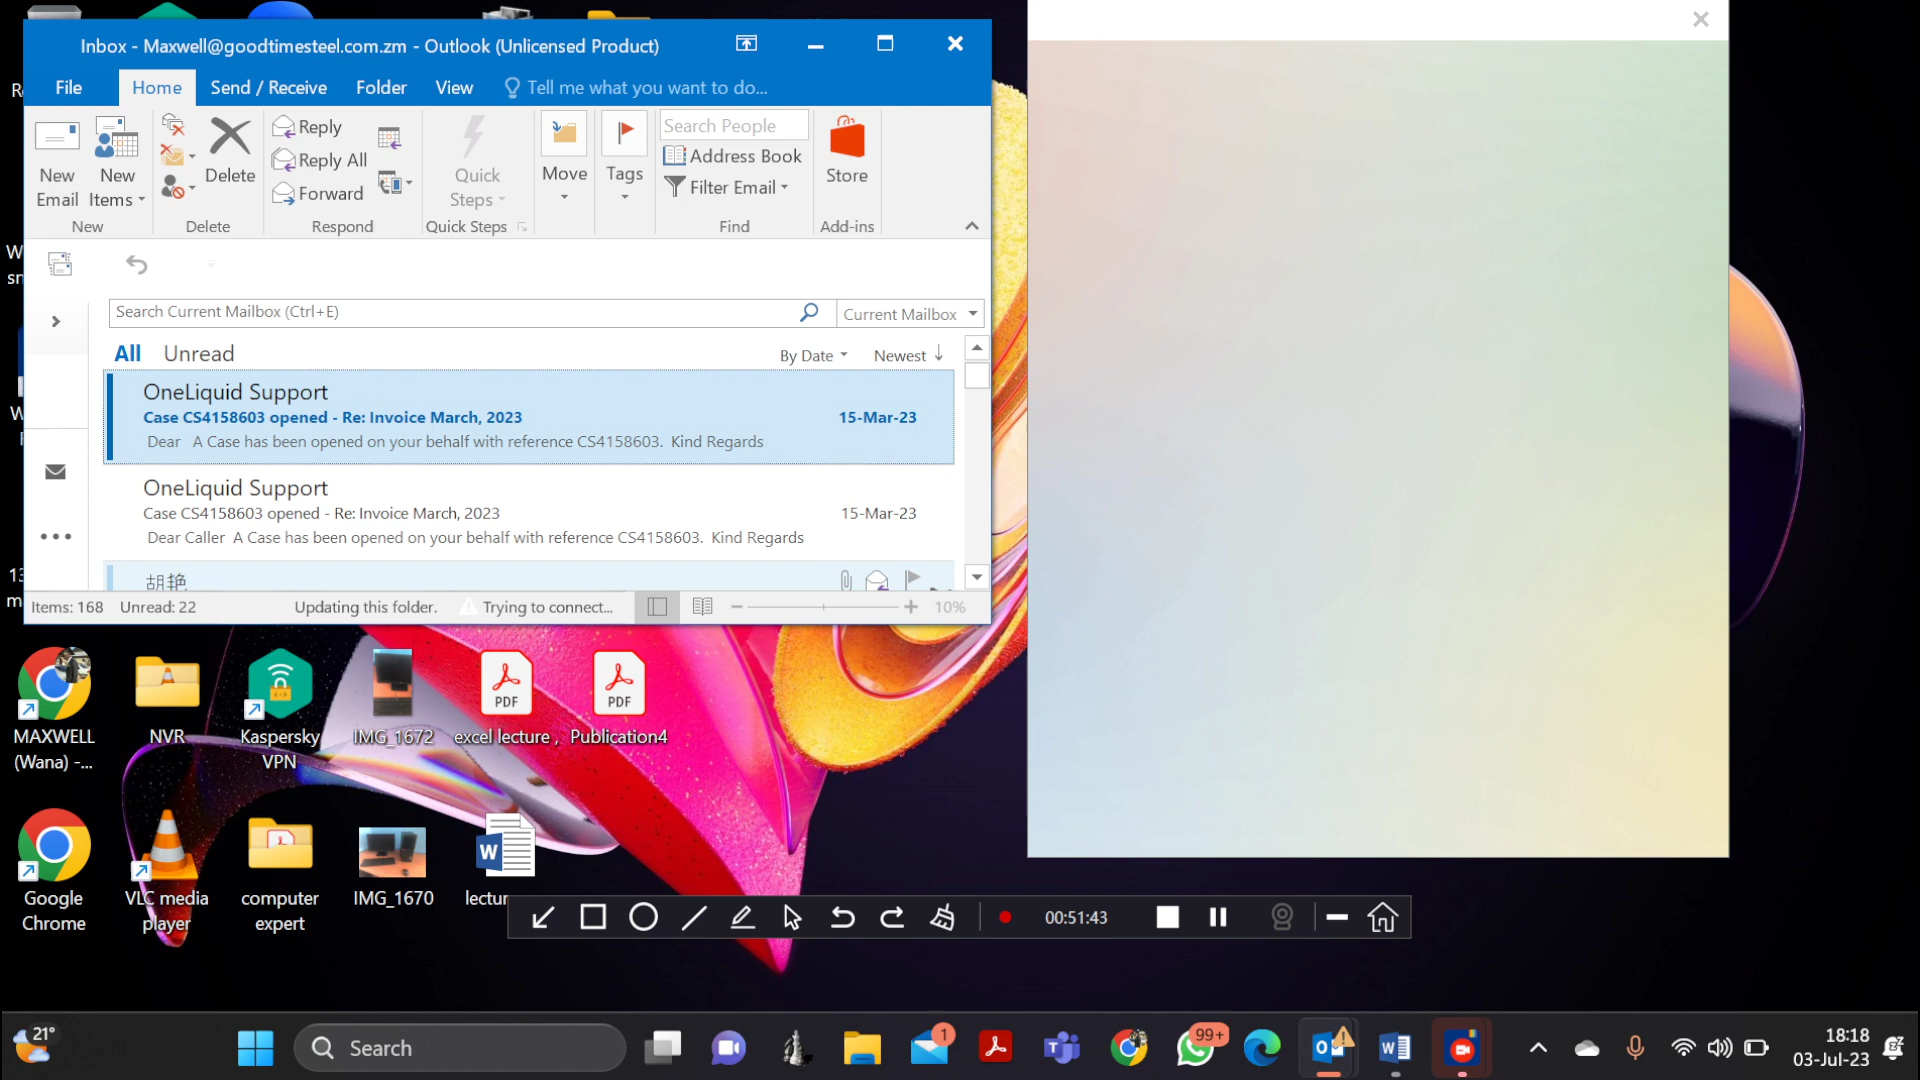 Inbox - Maxwell@goodtimesteel.com.zm - Outlook (Unlicensed Product)
File Home Send / Receive Folder View Tell me what you want to do...
New Email
New Items
Delete
Reply
Reply All
Forward
Quick Steps
Move
Tags
Search People
Address Book
Filter Email
Store
New Delete Respond Quick Steps Find Add-ins
Search Current Mailbox (Ctrl+E) Current Mailbox
All Unread By Date Newest
OneLiquid Support
Case CS4158603 opened - Re: Invoice March, 2023 15-Mar-23
Dear A Case has been opened on your behalf with reference CS4158603. Kind Regards
OneLiquid Support
Case CS4158603 opened - Re: Invoice March, 2023 15-Mar-23
Dear Caller A Case has been opened on your behalf with reference CS4158603. Kind Regards
胡艳
Items: 168 Unread: 22 Updating this folder. Trying to connect... 10%
PDF PDF
MAXWELL
(Wana) -...
NVR
Kaspersky
VPN
IMG_1672
excel lecture ,
Publication4
W
Google
Chrome
VLC media
player
computer
expert
IMG_1670
lectur
00:51:43
21°
Search
1
99+
18:18
03-Jul-23